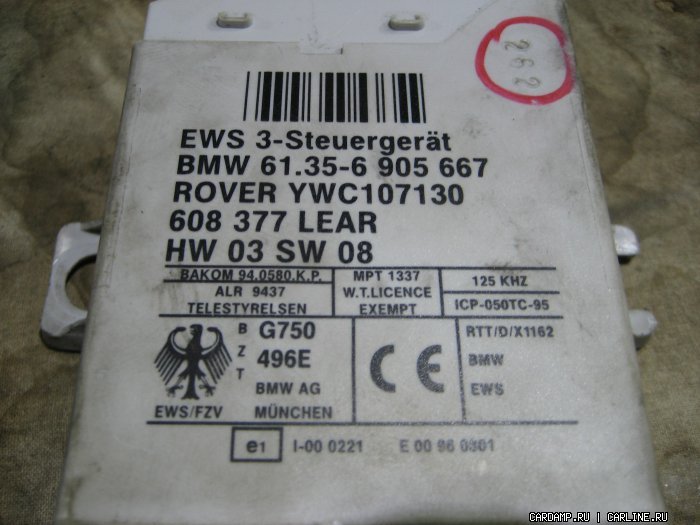 262
EWS 3-Steuergerät
BMW 61.35-6 905 667
ROVER YWC107130
608 377 LEAR
HW 03 SW 08
BAKOM 94.0580.K.P.
ALR 9437
TELESTYRELSEN
MPT 1337
W.T.LICENCE
EXEMPT
125 KHZ
ICP-050TC-95
EWS/FZV
BZT
G750
496E
BMW AG
MÜNCHEN
CE
RTT/D/X1162
BMW
EWS
e1 I-00 0221 E 00 96 0301
CARDAMP.RU | CARLINE.RU